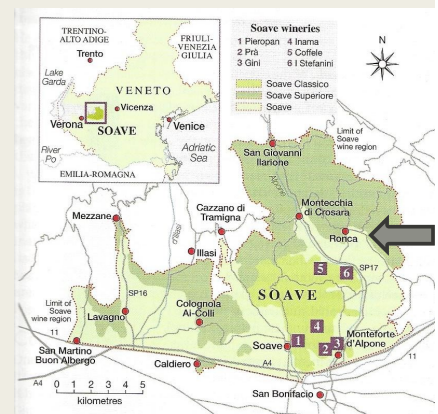 TRENTINO-
ALTO ADIGE
FRIULI-
VENEZIA
GIULIA
Trento
Lake
Garda
VENETO
Vicenza
Verona
SOAVE
Venice
River
Po
Adriatic
Sea
EMILIA-ROMAGNA
Soave wineries
1 Pieropan 4 Inama
2 Prà 5 Coffele
3 Gini 6 I Stefanini
Soave Classico
Soave Superiore
Soave
N
Limit of
Soave
wine region
San Giovanni
Ilarione
Alpone
Montecchia
di Crosara
Ronca
Cazzano di
Tramigna
Mezzane
d'Illasi
Illasi
SP17
5
6
SP16
SOAVE
Limit of
Soave
wine region
Lavagno
Colognola
Ai-Colli
4
Monteforte
d'Alpone
11
Soave
1
2
3
San Martino
Buon Albergo
Caldiero
A4
11
A4
0 1 2 3 4 5
kilometres
San Bonifacio